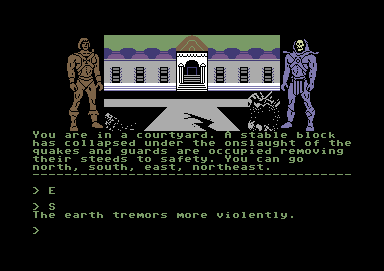 You are in a courtyard. A stable block
has collapsed under the onslaught of the
quakes and guards are occupied removing
their steeds to safety. You can go
north, south, east, northeast.
----------------------------------------
> E
> S
The earth tremors more violently.
>